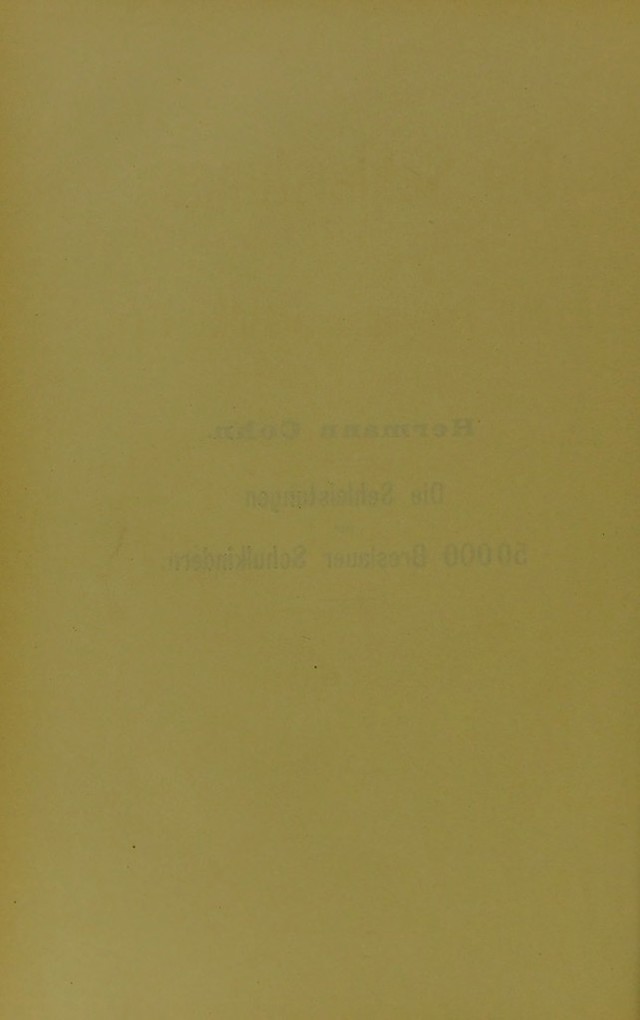 Hermann Cohn.
Die Sehleistungen
50000 Breslauer Schulkindern.